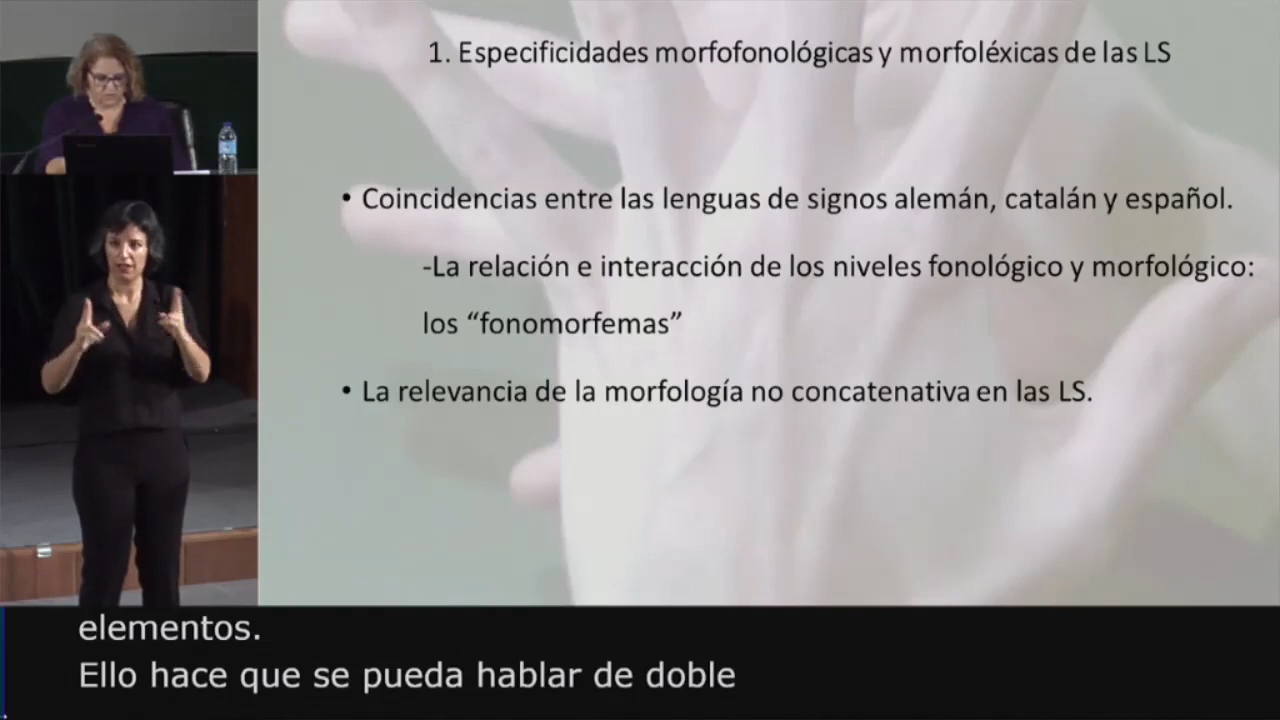 1. Especificidades morfofonológicas y morfoléxicas de las LS
• Coincidencias entre las lenguas de signos alemán, catalán y español.
-La relación e interacción de los niveles fonológico y morfológico:
los “fonomorfemas”
• La relevancia de la morfología no concatenativa en las LS.
elementos.
Ello hace que se pueda hablar de doble